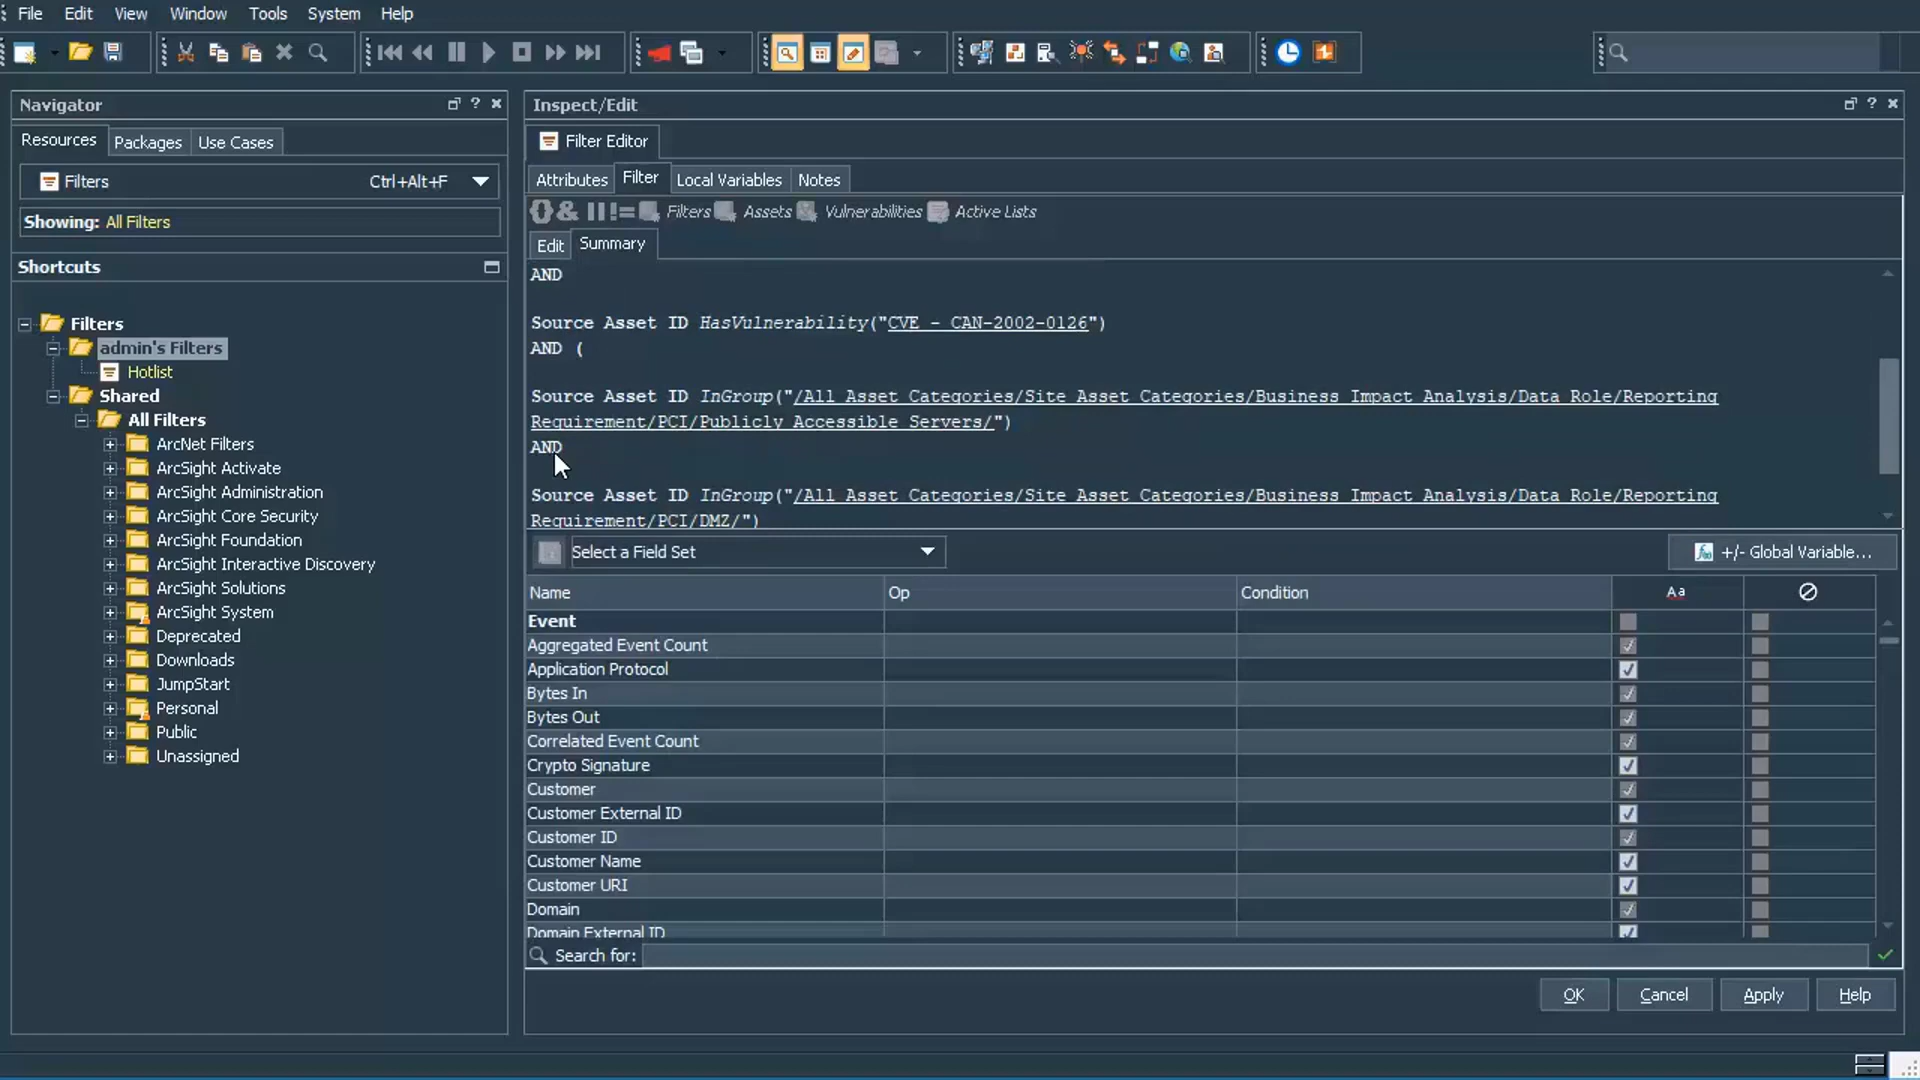 File Edit View Window Tools System Help
Navigator ?
Resources Packages Use Cases
Filters Ctrl+Alt+F
Showing: All Filters
Shortcuts
Filters
admin's Filters
Hotlist
Shared
All Filters
ArcNet Filters
ArcSight Activate
ArcSight Administration
ArcSight Core Security
ArcSight Foundation
ArcSight Interactive Discovery
ArcSight Solutions
ArcSight System
Deprecated
Downloads
JumpStart
Personal
Public
Unassigned
Inspect/Edit ?
Filter Editor
Attributes Filter Local Variables Notes
{} & || != Filters Assets Vulnerabilities Active Lists
Edit Summary
AND
Source Asset ID HasVulnerability("CVE - CAN-2002-0126")
AND (
Source Asset ID InGroup("/All Asset Categories/Site Asset Categories/Business Impact Analysis/Data Role/Reporting
Requirement/PCI/Publicly Accessible Servers/")
AND
Source Asset ID InGroup("/All Asset Categories/Site Asset Categories/Business Impact Analysis/Data Role/Reporting
Requirement/PCI/DMZ/")
Select a Field Set +/- Global Variable...
Name Op Condition Aa
Event
Aggregated Event Count
Application Protocol
Bytes In
Bytes Out
Correlated Event Count
Crypto Signature
Customer
Customer External ID
Customer ID
Customer Name
Customer URI
Domain
Domain External ID
Search for:
OK Cancel Apply Help